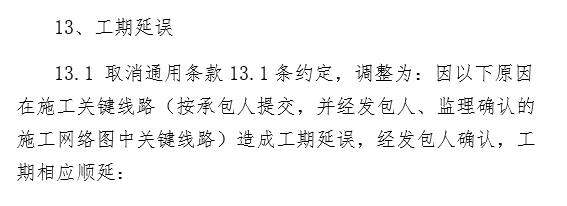 13、工期延误
13.1 取消通用条款13.1条约定，调整为：因以下原因
在施工关键线路（按承包人提交，并经发包人、监理确认的
施工网络图中关键线路）造成工期延误，经发包人确认，工
期相应顺延：